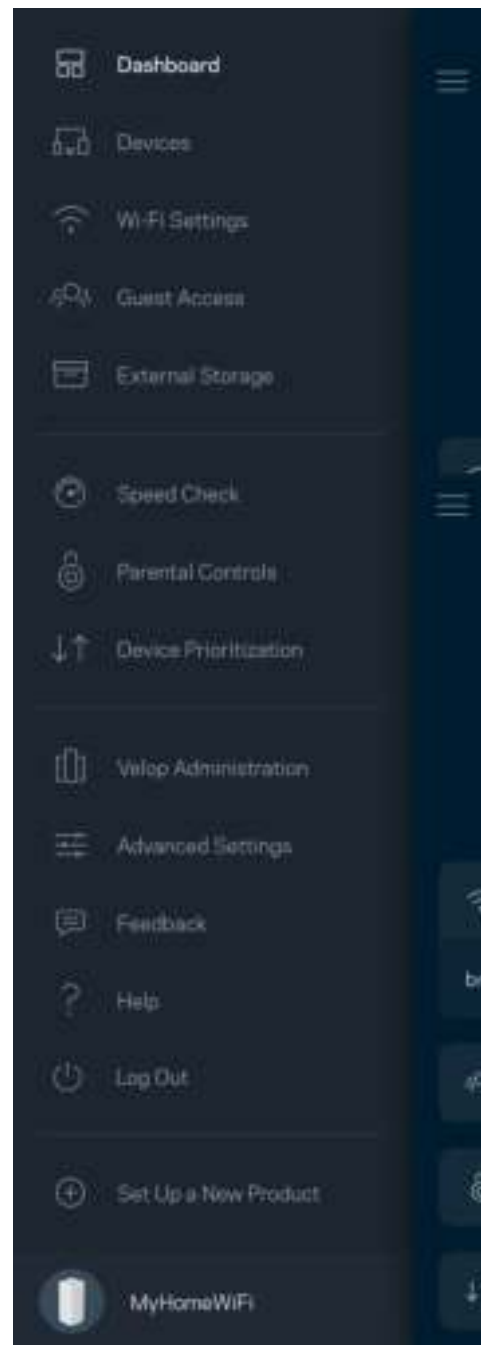 Dashboard
Devices
Wi-Fi Settings
Guest Access
External Storage
Speed Check
Parental Controls
Device Prioritization
Velop Administration
Advanced Settings
Feedback
Help
Log Out
Set Up a New Product
MyHomeWiFi